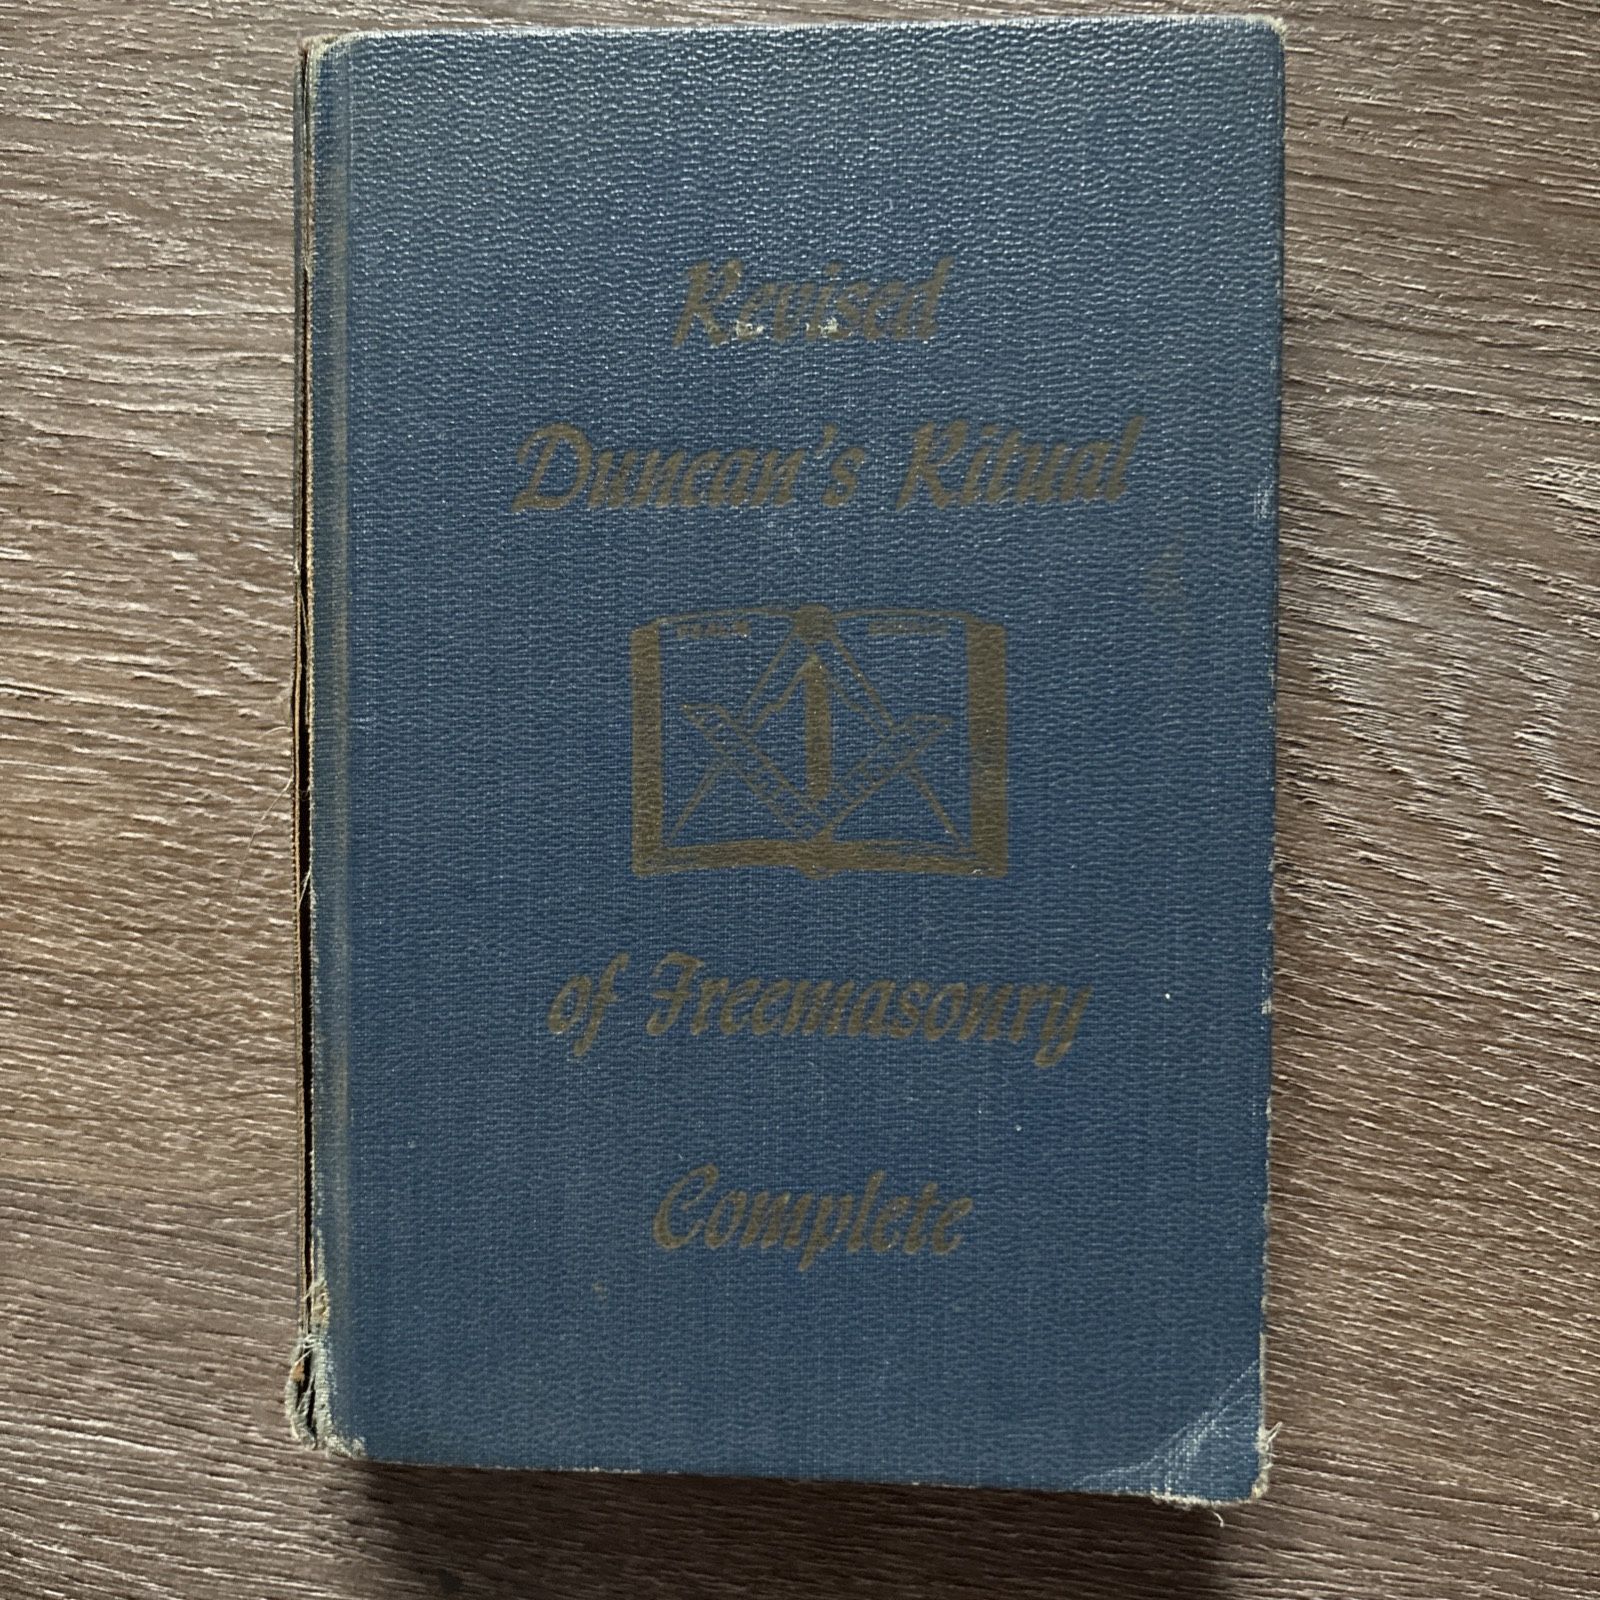 Revised
Duncan's Ritual
of Freemasonry
Complete